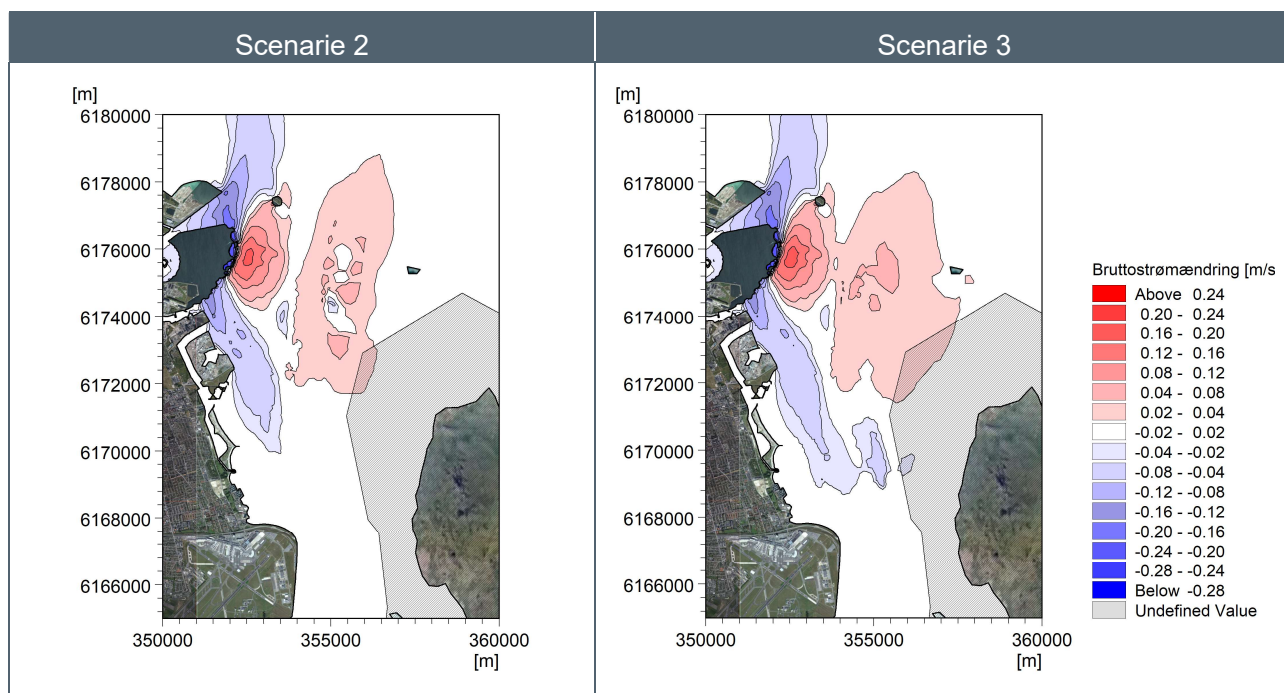 Scenarie 2
Scenarie 3
[m]
6180000
6178000
6176000
6174000
6172000
6170000
6168000
6166000
350000
355000
360000
[m]
[m]
6180000
6178000
6176000
6174000
6172000
6170000
6168000
6166000
350000
355000
360000
[m]
Bruttostrømændring [m/s
Above 0.24
0.20 - 0.24
0.16 - 0.20
0.12 - 0.16
0.08 - 0.12
0.04 - 0.08
0.02 - 0.04
-0.02 - 0.02
-0.04 - -0.02
-0.08 - -0.04
-0.12 - -0.08
-0.16 - -0.12
-0.20 - -0.16
-0.24 - -0.20
-0.28 - -0.24
Below -0.28
Undefined Value